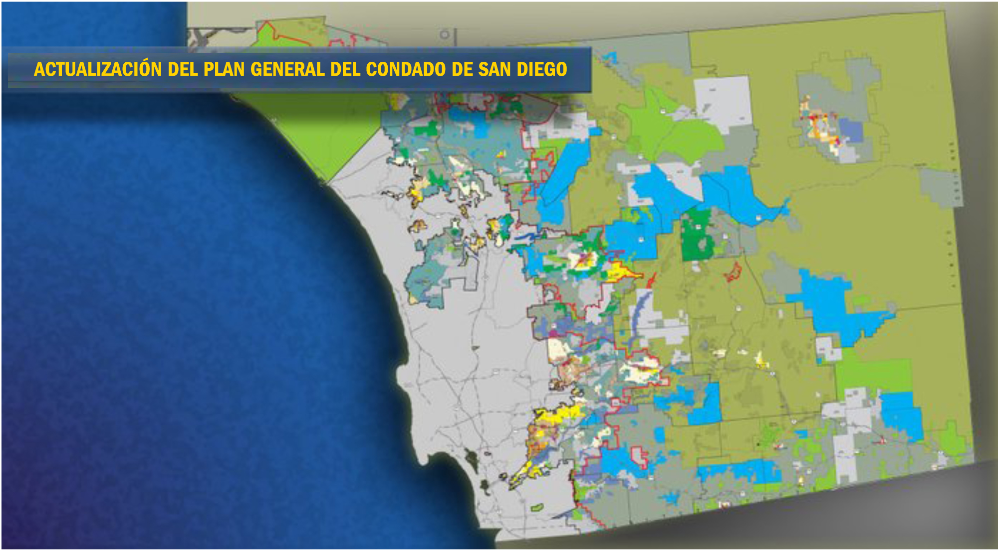 ACTUALIZACIÓN DEL PLAN GENERAL DEL CONDADO DE SAN DIEGO